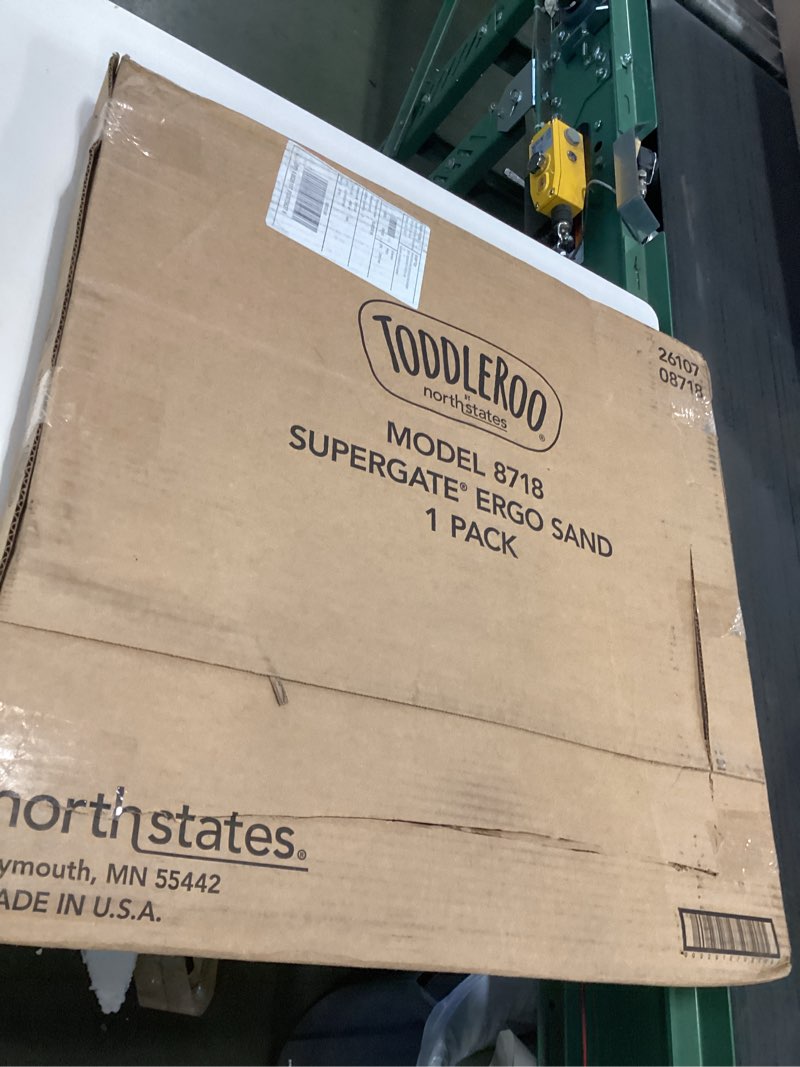 26107
08718
TODDLEROO
BY
northstates®
MODEL 8718
SUPERGATE® ERGO SAND
1 PACK
northstates®
ymouth, MN 55442
ADE IN U.S.A.